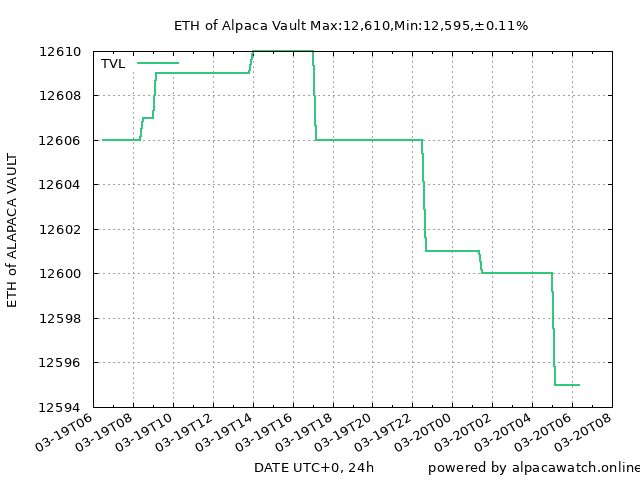 ETH of Alpaca Vault Max:12,610,Min:12,595,±0.11%
TVL
12610
12608
12606
12604
12602
12600
12598
12596
12594
ETH of ALAPACA VAULT
03-19T06
03-19T08
03-19T10
03-19T12
03-19T14
03-19T16
03-19T18
03-19T20
03-19T22
03-20T00
03-20T02
03-20T04
03-20T06
03-20T08
DATE UTC+0, 24h
powered by alpacawatch.online